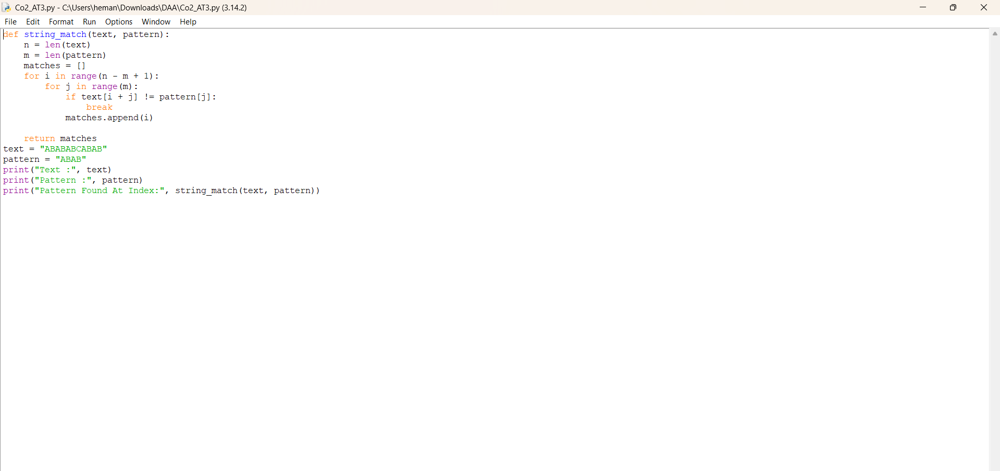 Co2_AT3.py - C:\Users\heman\Downloads\DAA\Co2_AT3.py (3.14.2)
File Edit Format Run Options Window Help
def string_match(text, pattern):
    n = len(text)
    m = len(pattern)
    matches = []
    for i in range(n - m + 1):
        for j in range(m):
            if text[i + j] != pattern[j]:
                break
            matches.append(i)

    return matches
text = "ABABABCABAB"
pattern = "ABAB"
print("Text :", text)
print("Pattern :", pattern)
print("Pattern Found At Index:", string_match(text, pattern))